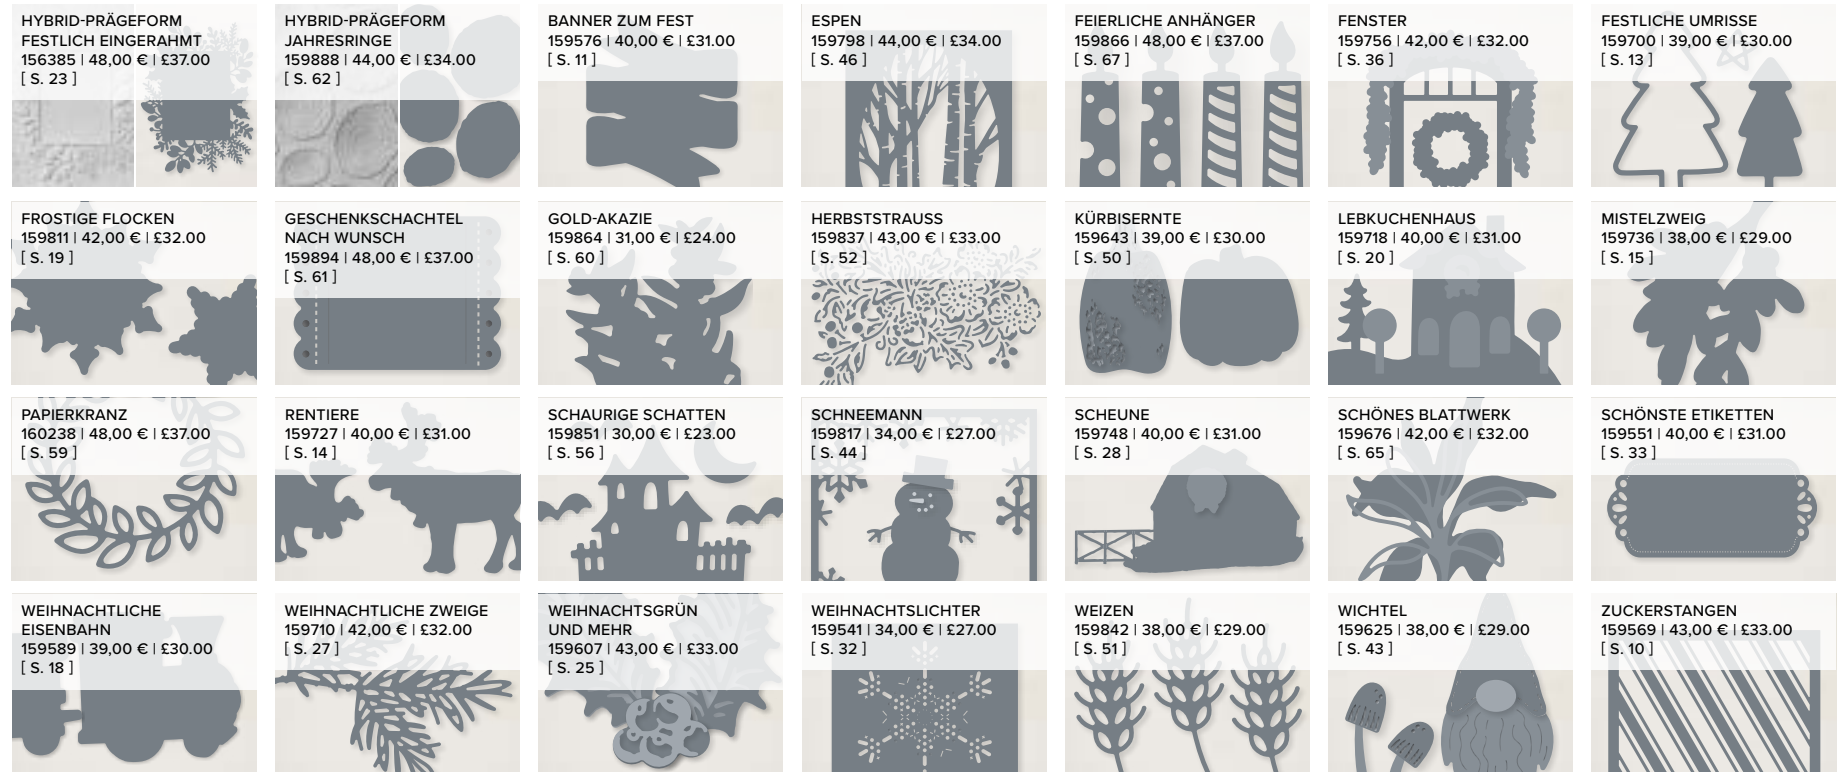 HYBRID-PRÄGEFORM
FESTLICH EINGERAHMT
156385 | 48,00 € | £37.00
[ S. 23 ]
HYBRID-PRÄGEFORM
JAHRESRINGE
159888 | 44,00 € | £34.00
[ S. 62 ]
BANNER ZUM FEST
159576 | 40,00 € | £31.00
[ S. 11 ]
ESPEN
159798 | 44,00 € | £34.00
[ S. 46 ]
FEIERLICHE ANHÄNGER
159866 | 48,00 € | £37.00
[ S. 67 ]
FENSTER
159756 | 42,00 € | £32.00
[ S. 36 ]
FESTLICHE UMRISSE
159700 | 39,00 € | £30.00
[ S. 13 ]
FROSTIGE FLOCKEN
159811 | 42,00 € | £32.00
[ S. 19 ]
GESCHENKSCHACHTEL
NACH WUNSCH
159894 | 48,00 € | £37.00
[ S. 61 ]
GOLD-AKAZIE
159864 | 31,00 € | £24.00
[ S. 60 ]
HERBSTSTRAUSS
159837 | 43,00 € | £33.00
[ S. 52 ]
KÜRBISERNTE
159643 | 39,00 € | £30.00
[ S. 50 ]
LEBKUCHENHAUS
159718 | 40,00 € | £31.00
[ S. 20 ]
MISTELZWEIG
159736 | 38,00 € | £29.00
[ S. 15 ]
PAPIERKRANZ
160238 | 48,00 € | £37.00
[ S. 59 ]
RENTIERE
159727 | 40,00 € | £31.00
[ S. 14 ]
SCHAURIGE SCHATTEN
159851 | 30,00 € | £23.00
[ S. 56 ]
SCHNEEMANN
159817 | 34,00 € | £27.00
[ S. 44 ]
SCHEUNE
159748 | 40,00 € | £31.00
[ S. 28 ]
SCHÖNES BLATTWERK
159676 | 42,00 € | £32.00
[ S. 65 ]
SCHÖNSTE ETIKETTEN
159551 | 40,00 € | £31.00
[ S. 33 ]
WEIHNACHTLICHE
EISENBAHN
159589 | 39,00 € | £30.00
[ S. 18 ]
WEIHNACHTLICHE ZWEIGE
159710 | 42,00 € | £32.00
[ S. 27 ]
WEIHNACHTSGRÜN
UND MEHR
159607 | 43,00 € | £33.00
[ S. 25 ]
WEIHNACHTSLICHTER
159541 | 34,00 € | £27.00
[ S. 32 ]
WEIZEN
159842 | 38,00 € | £29.00
[ S. 51 ]
WICHTEL
159625 | 38,00 € | £29.00
[ S. 43 ]
ZUCKERSTANGEN
159569 | 43,00 € | £33.00
[ S. 10 ]